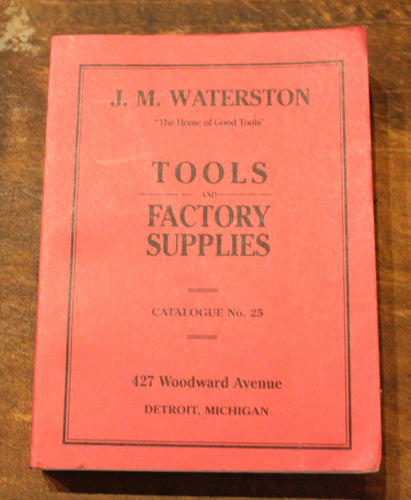 J. M. WATERSTON
"The Home of Good Tools"
TOOLS
AND
FACTORY
SUPPLIES
CATALOGUE No. 25
427 Woodward Avenue
DETROIT, MICHIGAN